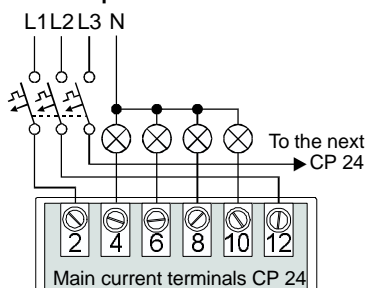 L1 L2 L3 N
To the next
CP 24
2 4 6 8 10 12
Main current terminals CP 24